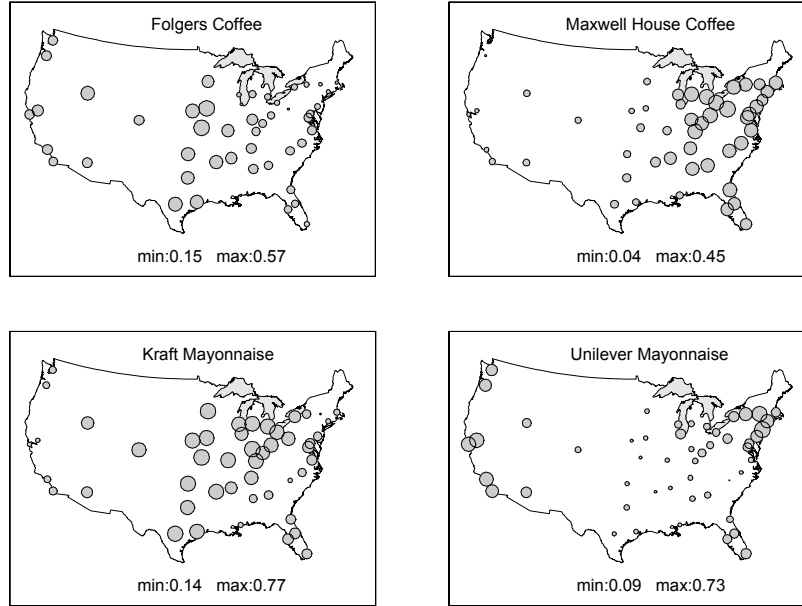 Folgers Coffee
min:0.15 max:0.57
Maxwell House Coffee
min:0.04 max:0.45
Kraft Mayonnaise
min:0.14 max:0.77
Unilever Mayonnaise
min:0.09 max:0.73